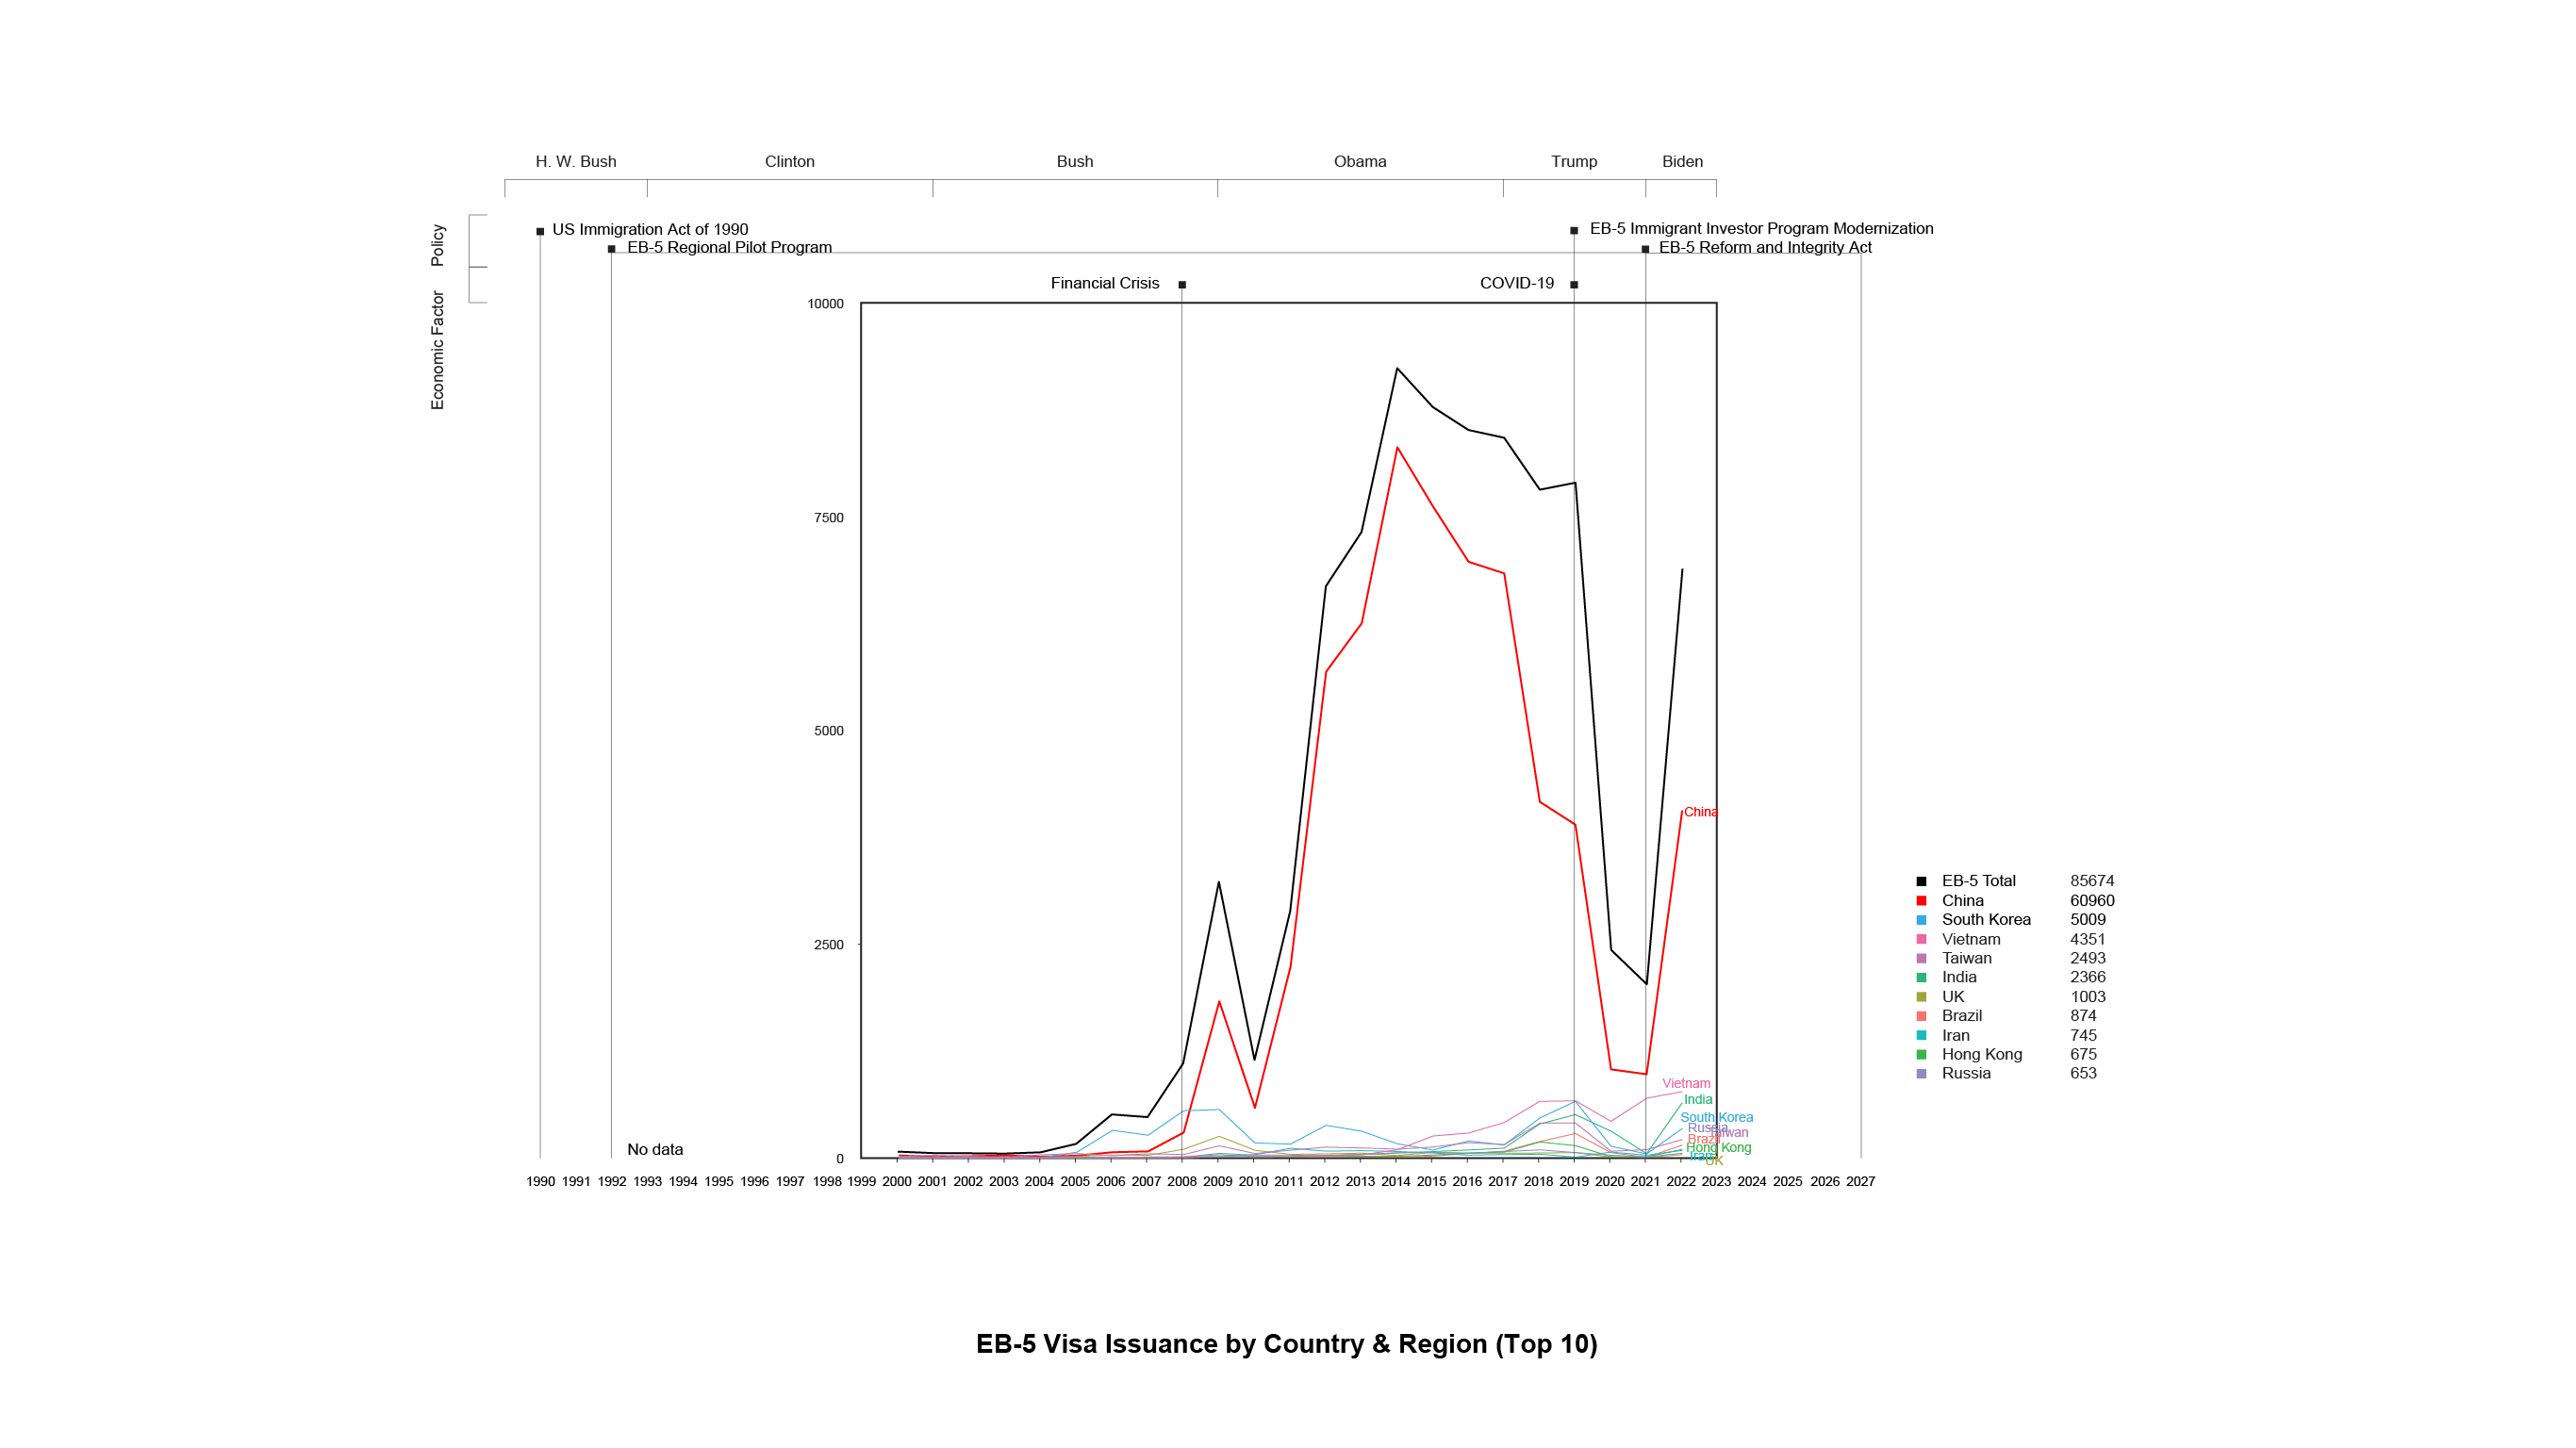 H. W. Bush Clinton Bush Obama Trump Biden
Policy
Economic Factor
US Immigration Act of 1990
EB-5 Immigrant Investor Program Modernization
EB-5 Regional Pilot Program
EB-5 Reform and Integrity Act
Financial Crisis
COVID-19
10000
7500
5000
2500
0
No data
China
Vietnam
India
South Korea
Russia
Taiwan
Brazil
Hong Kong
Iran
UK
1990 1991 1992 1993 1994 1995 1996 1997 1998 1999 2000 2001 2002 2003 2004 2005 2006 2007 2008 2009 2010 2011 2012 2013 2014 2015 2016 2017 2018 2019 2020 2021 2022 2023 2024 2025 2026 2027
EB-5 Total 85674
China 60960
South Korea 5009
Vietnam 4351
Taiwan 2493
India 2366
UK 1003
Brazil 874
Iran 745
Hong Kong 675
Russia 653
EB-5 Visa Issuance by Country & Region (Top 10)